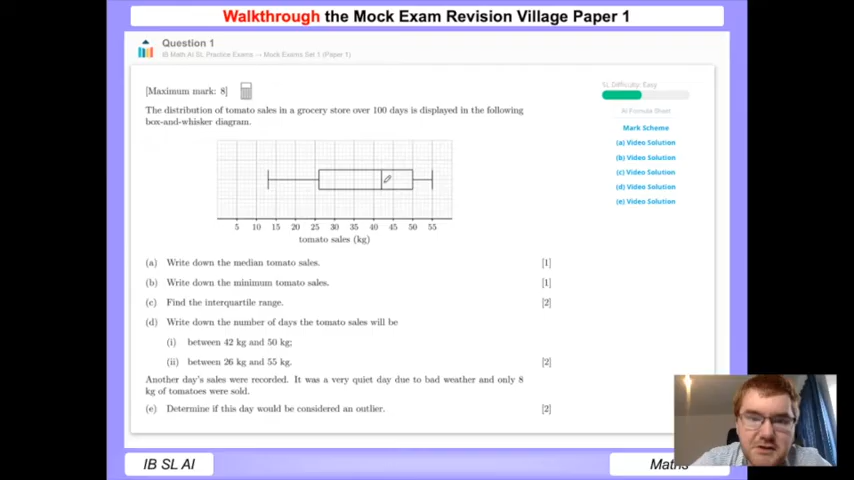 Walkthrough the Mock Exam Revision Village Paper 1
Question 1
IB Math AI SL Practice Exams → Mock Exams Set 1 (Paper 1)
[Maximum mark: 8]
SL Difficulty: Easy
AI Formula Sheet
Mark Scheme
(a) Video Solution
(b) Video Solution
(c) Video Solution
(d) Video Solution
(e) Video Solution
The distribution of tomato sales in a grocery store over 100 days is displayed in the following
box-and-whisker diagram.
5 10 15 20 25 30 35 40 45 50 55
tomato sales (kg)
(a) Write down the median tomato sales. [1]
(b) Write down the minimum tomato sales. [1]
(c) Find the interquartile range. [2]
(d) Write down the number of days the tomato sales will be
(i) between 42 kg and 50 kg;
(ii) between 26 kg and 55 kg. [2]
Another day's sales were recorded. It was a very quiet day due to bad weather and only 8
kg of tomatoes were sold.
(e) Determine if this day would be considered an outlier. [2]
IB SL AI
Maths